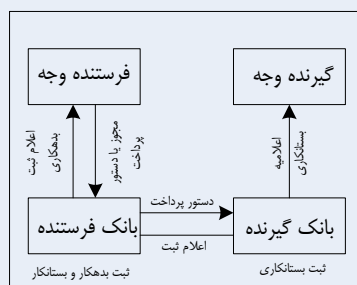 گیرنده وجه
فرستنده وجه
اعلامیه
بستانکاری
مجوز یا دستور
پرداخت
اعلام ثبت
بدهکاری
دستور پرداخت
بانک گیرنده
بانک فرستنده
اعلام ثبت
ثبت بستانکاری
ثبت بدهکار و بستانکار